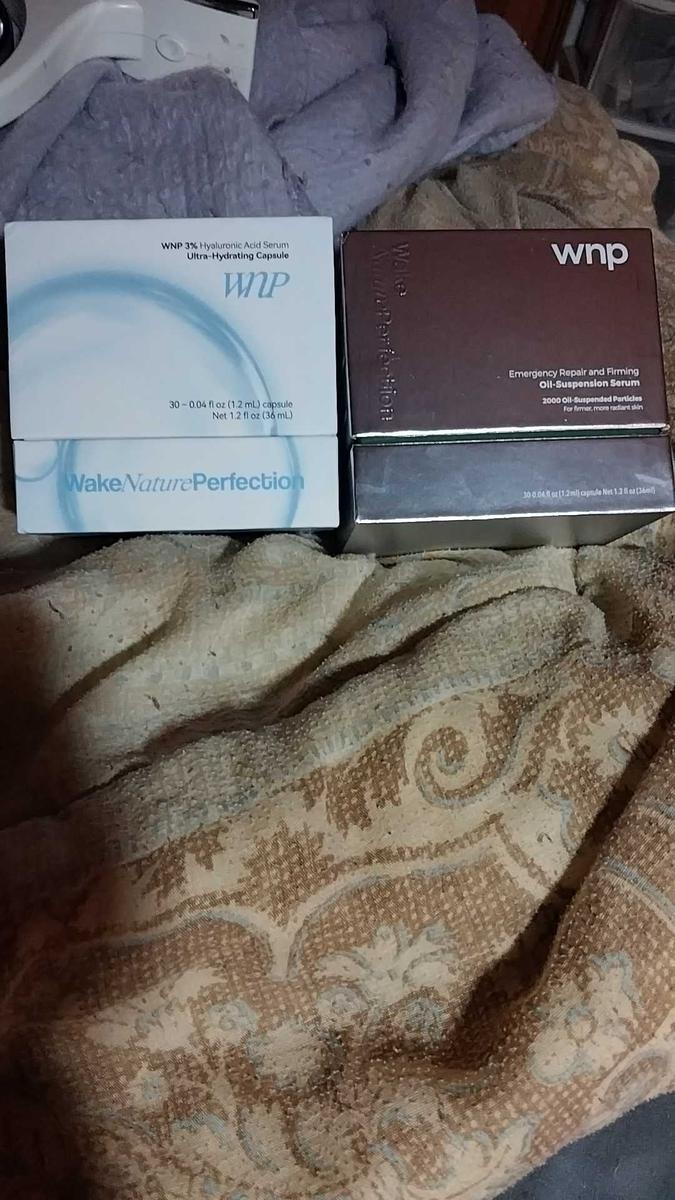 WNP 3% Hyaluronic Acid Serum
Ultra-Hydrating Capsule
WNP
30 – 0.04 fl oz (1.2 mL) capsule
Net 1.2 fl oz (36 mL)
WakeNaturePerfection
wnp
Wake
NaturePerfection
Emergency Repair and Firming
Oil-Suspension Serum
2000 Oil-Suspended Particles
For firmer, more radiant skin
30-0.04 fl oz (1.2ml) capsule Net 1.2 fl oz (36ml)